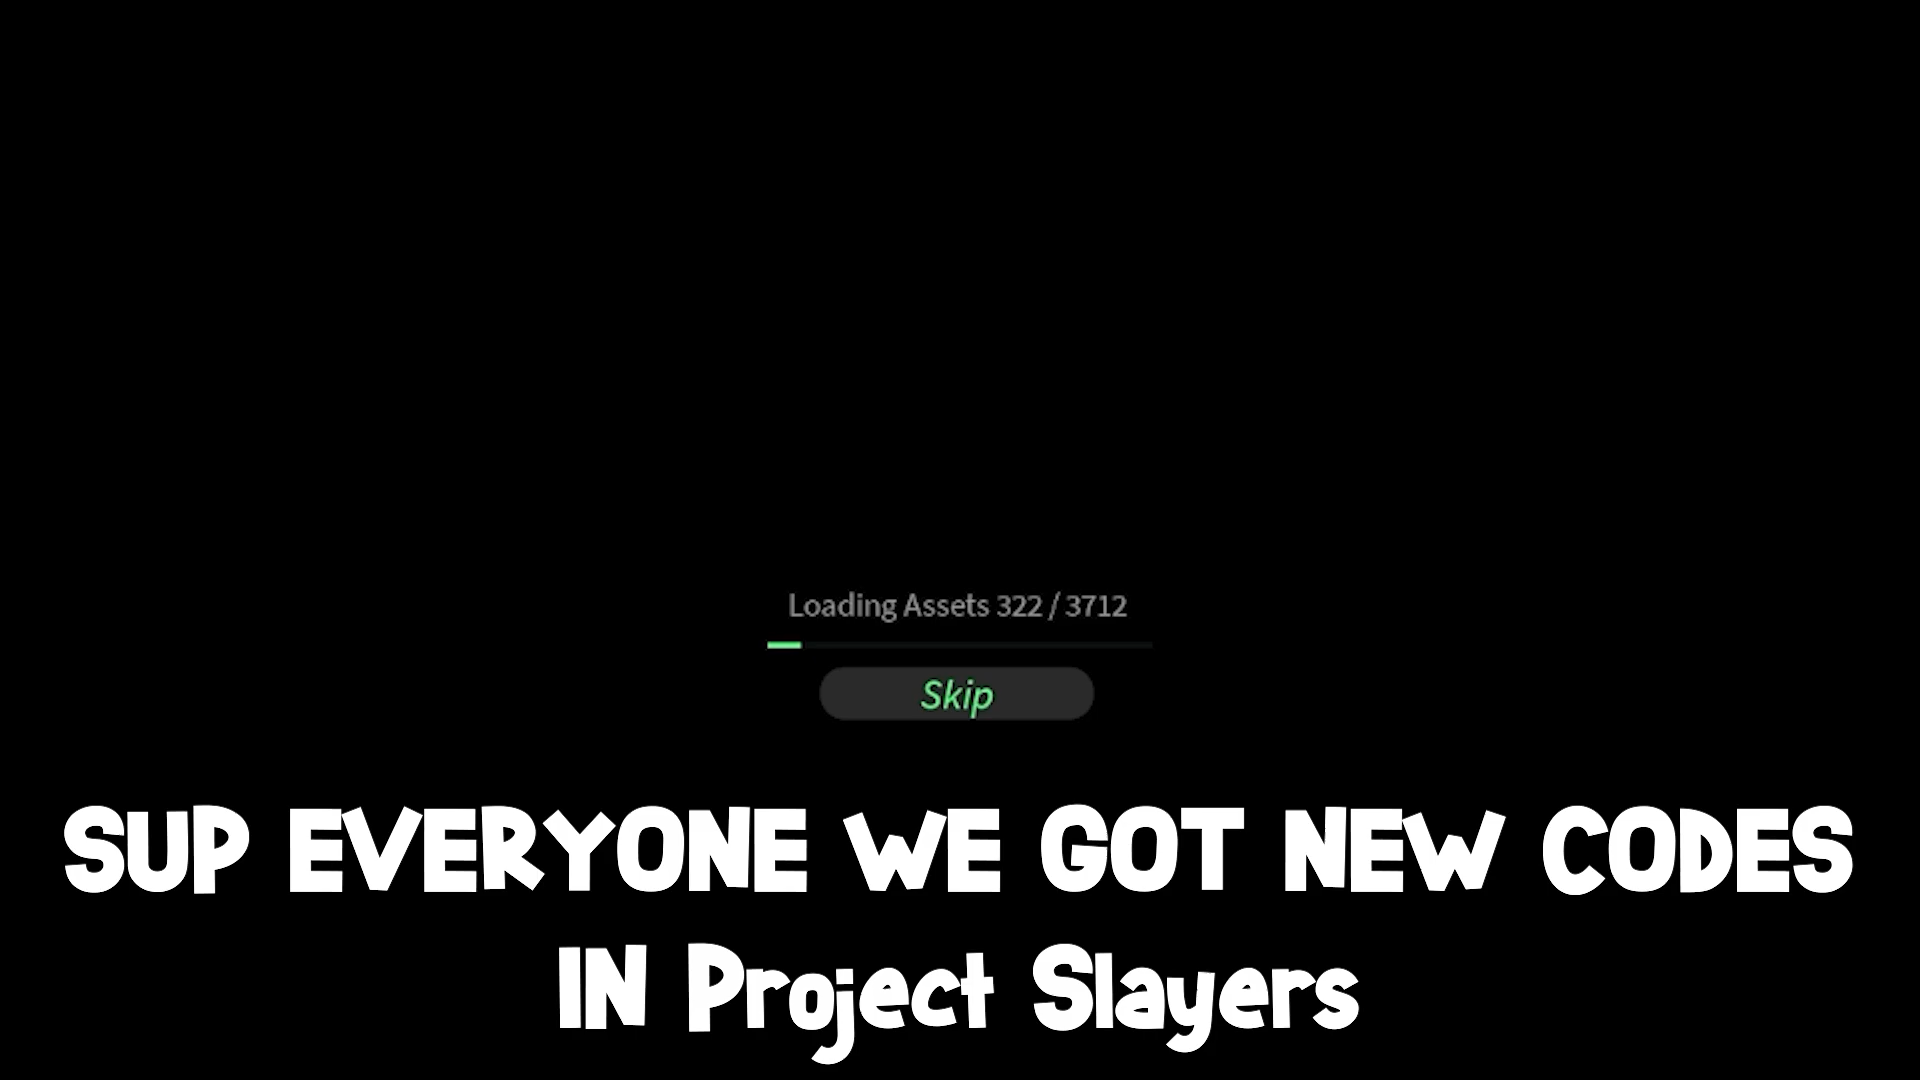 Loading Assets 322 / 3712
Skip
SUP EVERYONE WE GOT NEW CODES
IN Project Slayers